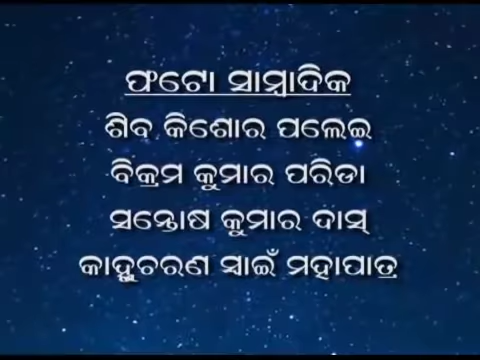 ଫଟୋ ସାମ୍ବାଦିକ
ଶିବ କିଶୋର ପଲେଇ
ବିକ୍ରମ କୁମାର ପରିଡା
ସନ୍ତୋଷ କୁମାର ଦାସ୍
କାହ୍ନୁଚରଣ ସ୍ୱାଇଁ ମହାପାତ୍ର